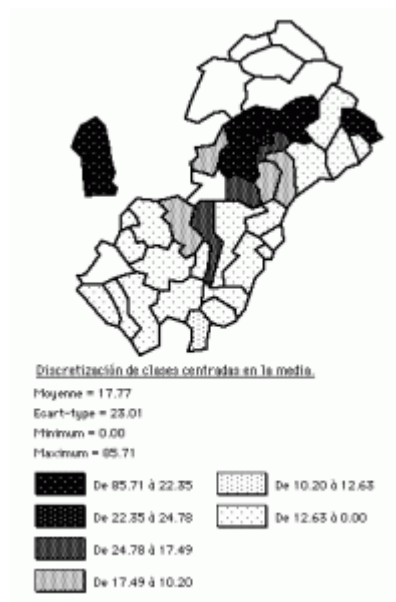 Discretización de clases centradas en la media.
Moyenne = 17.77
Ecart-type = 23.01
Minimum = 0.00
Maximum = 85.71
De 85.71 à 22.35
De 10.20 à 12.63
De 22.35 à 24.78
De 12.63 à 0.00
De 24.78 à 17.49
De 17.49 à 10.20